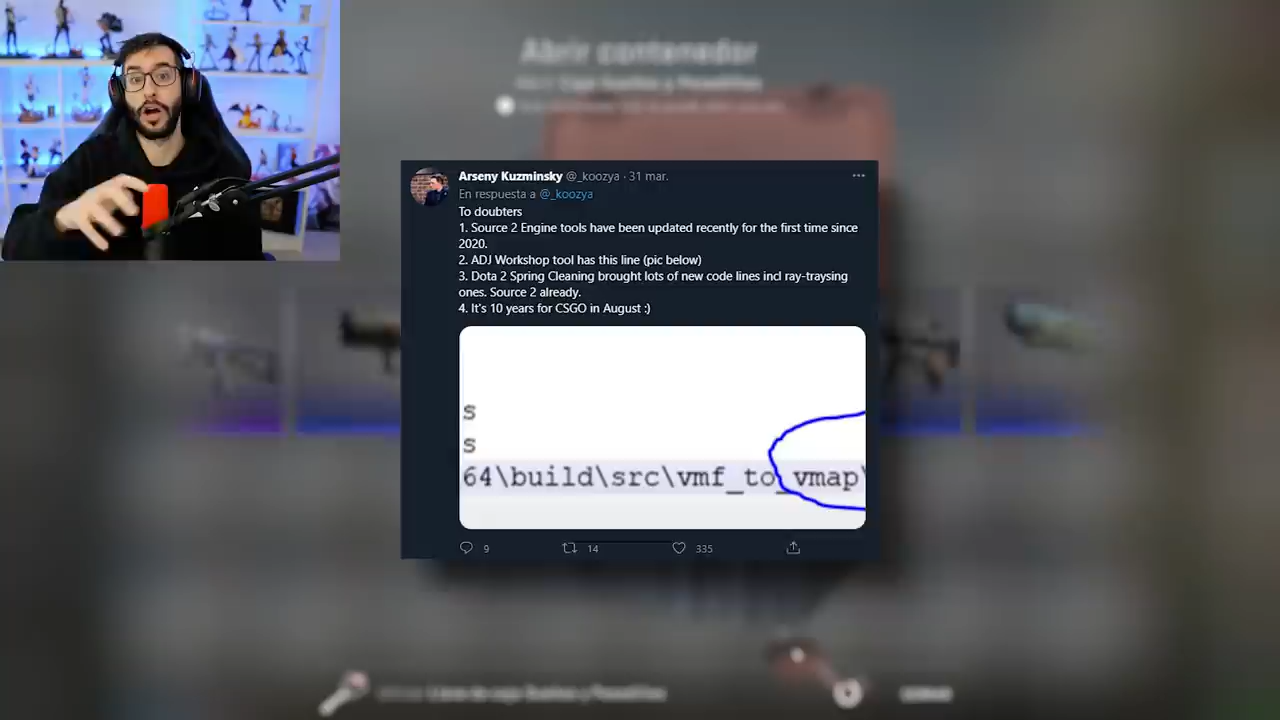 Abrir contenedor
Arseny Kuzminsky @_koozya · 31 mar.
En respuesta a @_koozya
To doubters
1. Source 2 Engine tools have been updated recently for the first time since
2020.
2. ADJ Workshop tool has this line (pic below)
3. Dota 2 Spring Cleaning brought lots of new code lines incl ray-traysing
ones. Source 2 already.
4. It's 10 years for CSGO in August :)
s
s
64\build\src\vmf_to_vmap\
9 14 335